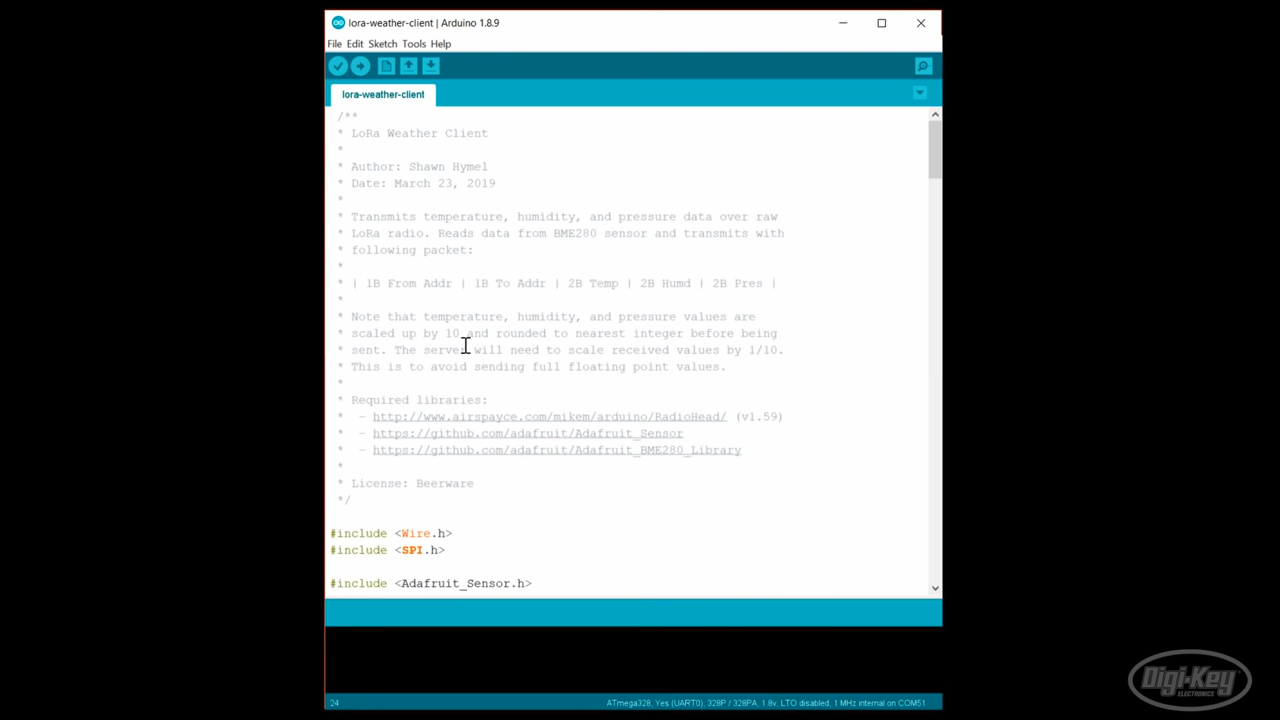 lora-weather-client | Arduino 1.8.9
File Edit Sketch Tools Help
lora-weather-client
/**
* LoRa Weather Client
*
* Author: Shawn Hymel
* Date: March 23, 2019
*
* Transmits temperature, humidity, and pressure data over raw
* LoRa radio. Reads data from BME280 sensor and transmits with
* following packet:
*
* | 1B From Addr | 1B To Addr | 2B Temp | 2B Humd | 2B Pres |
*
* Note that temperature, humidity, and pressure values are
* scaled up by 10 and rounded to nearest integer before being
* sent. The server will need to scale received values by 1/10.
* This is to avoid sending full floating point values.
*
* Required libraries:
*  - http://www.airspayce.com/mikem/arduino/RadioHead/ (v1.59)
*  - https://github.com/adafruit/Adafruit_Sensor
*  - https://github.com/adafruit/Adafruit_BME280_Library
*
* License: Beerware
*/
#include <Wire.h>
#include <SPI.h>
#include <Adafruit_Sensor.h>
24 ATmega328, Yes (UART0), 328P / 328PA, 1.8v, LTO disabled, 1 MHz internal on COM51
Digi-Key
ELECTRONICS